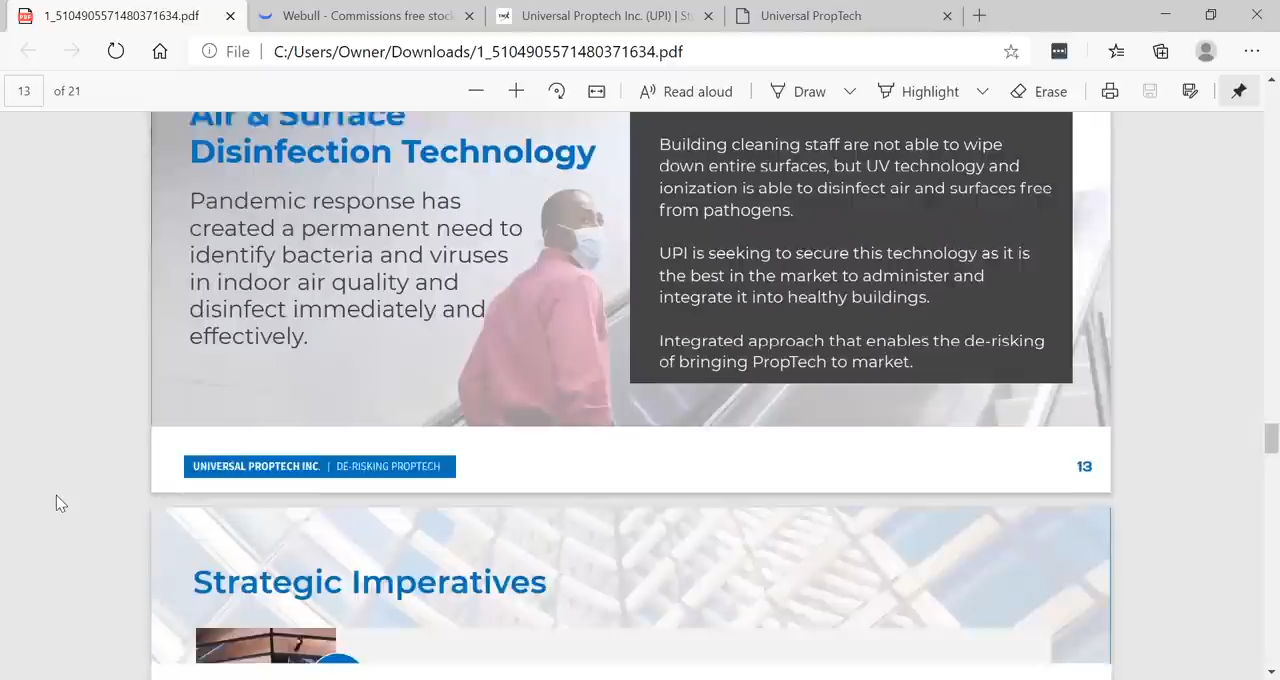 1_5104905571480371634.pdf
Webull - Commissions free stoc
Universal Proptech Inc. (UPI) | St
Universal PropTech
File
C:/Users/Owner/Downloads/1_5104905571480371634.pdf
13 of 21
Read aloud
Draw
Highlight
Erase
Air & Surface
Disinfection Technology
Pandemic response has
created a permanent need to
identify bacteria and viruses
in indoor air quality and
disinfect immediately and
effectively.
Building cleaning staff are not able to wipe
down entire surfaces, but UV technology and
ionization is able to disinfect air and surfaces free
from pathogens.
UPI is seeking to secure this technology as it is
the best in the market to administer and
integrate it into healthy buildings.
Integrated approach that enables the de-risking
of bringing PropTech to market.
UNIVERSAL PROPTECH INC. | DE-RISKING PROPTECH
13
Strategic Imperatives